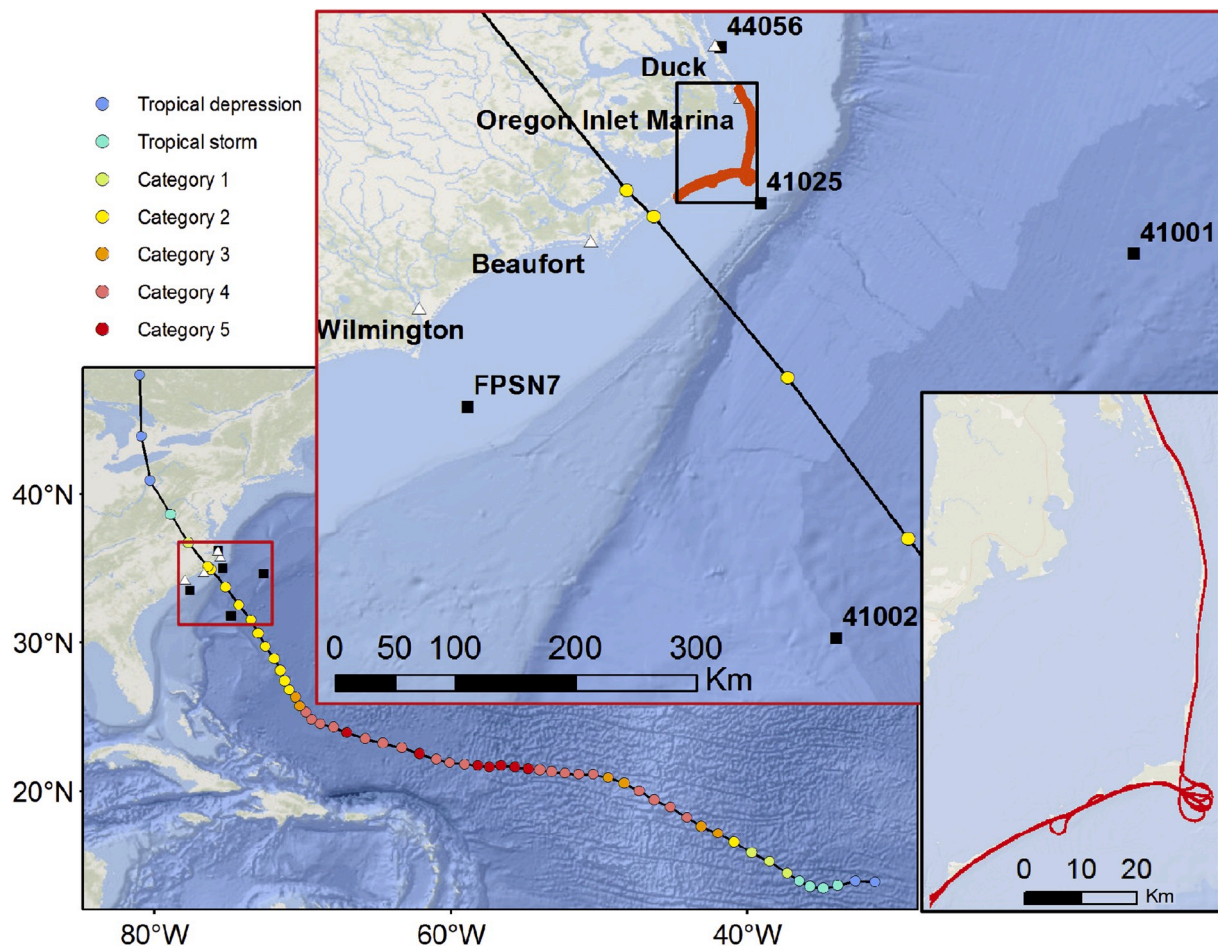 44056
Duck
Oregon Inlet Marina
41025
41001
Beaufort
Wilmington
FPSN7
41002
0 50 100 200 300
Km
Tropical depression
Tropical storm
Category 1
Category 2
Category 3
Category 4
Category 5
40°N
30°N
20°N
80°W 60°W 40°W
0 10 20
Km